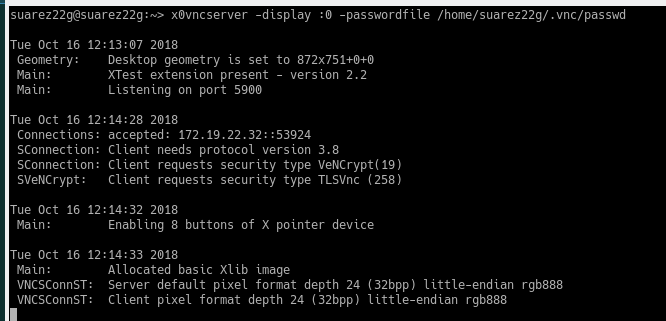 suarez22g@suarez22g:~> x0vncserver -display :0 -passwordfile /home/suarez22g/.vnc/passwd
Tue Oct 16 12:13:07 2018
Geometry: Desktop geometry is set to 872x751+0+0
Main: XTest extension present - version 2.2
Main: Listening on port 5900
Tue Oct 16 12:14:28 2018
Connections: accepted: 172.19.22.32::53924
SConnection: Client needs protocol version 3.8
SConnection: Client requests security type VeNCrypt(19)
SVeNCrypt: Client requests security type TLSVnc (258)
Tue Oct 16 12:14:32 2018
Main: Enabling 8 buttons of X pointer device
Tue Oct 16 12:14:33 2018
Main: Allocated basic Xlib image
VNCSConnST: Server default pixel format depth 24 (32bpp) little-endian rgb888
VNCSConnST: Client pixel format depth 24 (32bpp) little-endian rgb888